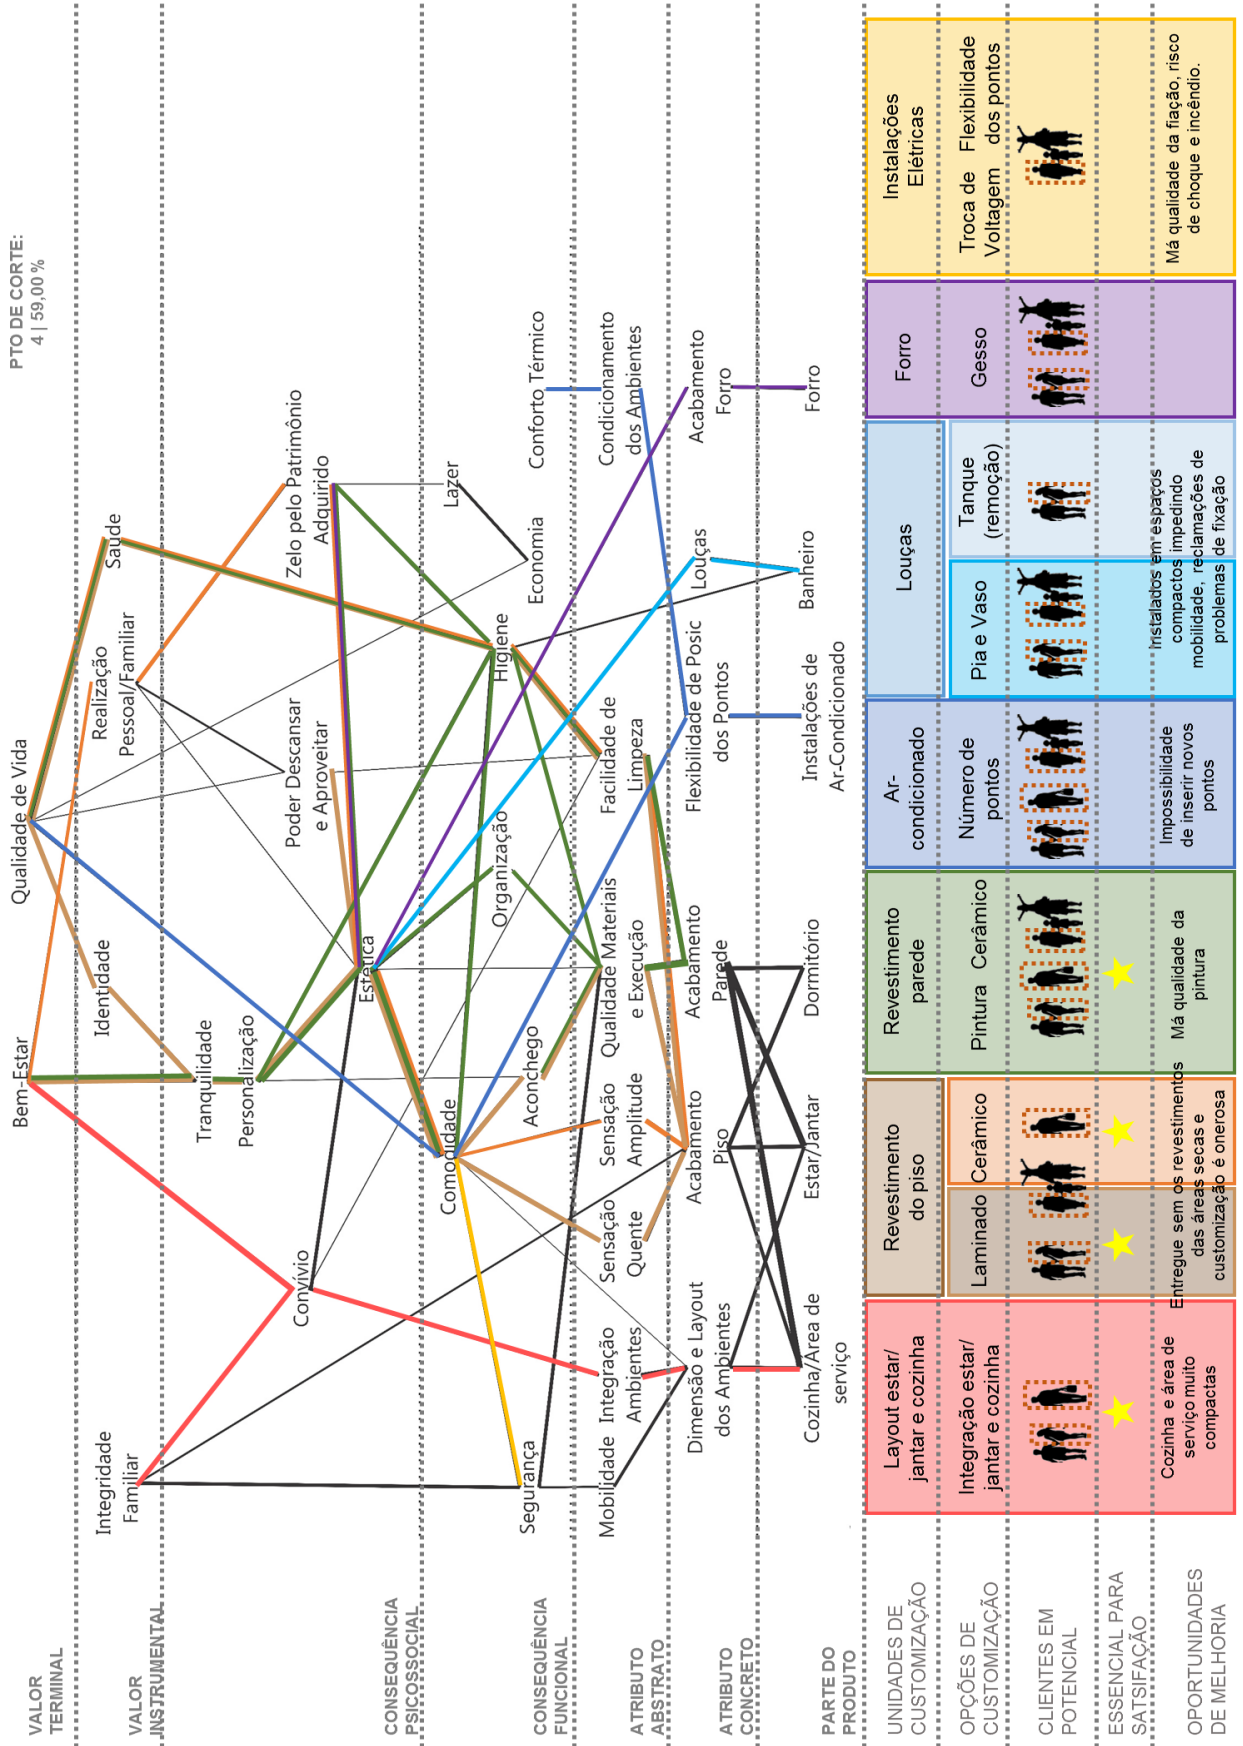 PTO DE CORTE:
4 | 59,00 %
VALOR
TERMINAL
Bem-Estar
Qualidade de Vida
VALOR
INSTRUMENTAL
Integridade
Familiar
Identidade
Realização
Pessoal/Familiar
Saúde
CONSEQUÊNCIA
PSICOSSOCIAL
Convívio
Tranquilidade
Personalização
Estética
Poder Descansar
e Aproveitar
Zelo pelo Patrimônio
Adquirido
CONSEQUÊNCIA
FUNCIONAL
Segurança
Comodidade
Aconchego
Organização
Higiene
Economia
Lazer
Conforto Térmico
ATRIBUTO
ABSTRATO
Mobilidade
Integração
Ambientes
Sensação
Quente
Sensação
Amplitude
Qualidade Materiais
e Execução
Facilidade de
Limpeza
Condicionamento
dos Ambientes
ATRIBUTO
CONCRETO
Dimensão e Layout
dos Ambientes
Acabamento
Piso
Acabamento
Parede
Flexibilidade de Posic
dos Pontos
Louças
Acabamento
Forro
PARTE DO
PRODUTO
Cozinha/Área de
serviço
Estar/Jantar
Dormitório
Instalações de
Ar-Condicionado
Banheiro
Forro
UNIDADES DE
CUSTOMIZAÇÃO
Layout estar/
jantar e cozinha
Revestimento
do piso
Revestimento
parede
Ar-
condicionado
Louças
Forro
Instalações
Elétricas
OPÇÕES DE
CUSTOMIZAÇÃO
Integração estar/
jantar e cozinha
Laminado
Cerâmico
Pintura
Cerâmico
Número de
pontos
Pia e Vaso
Tanque
(remoção)
Gesso
Troca de
Voltagem
Flexibilidade
dos pontos
CLIENTES EM
POTENCIAL
ESSENCIAL PARA
SATSIFAÇÃO
OPORTUNIDADES
DE MELHORIA
Cozinha e área de
serviço muito
compactas
Entregue sem os revestimentos
das áreas secas e
customização é onerosa
Má qualidade da
pintura
Impossibilidade
de inserir novos
pontos
Instalados em espaços
compactos impedindo
mobilidade, reclamações de
problemas de fixação
Má qualidade da fiação, risco
de choque e incêndio.